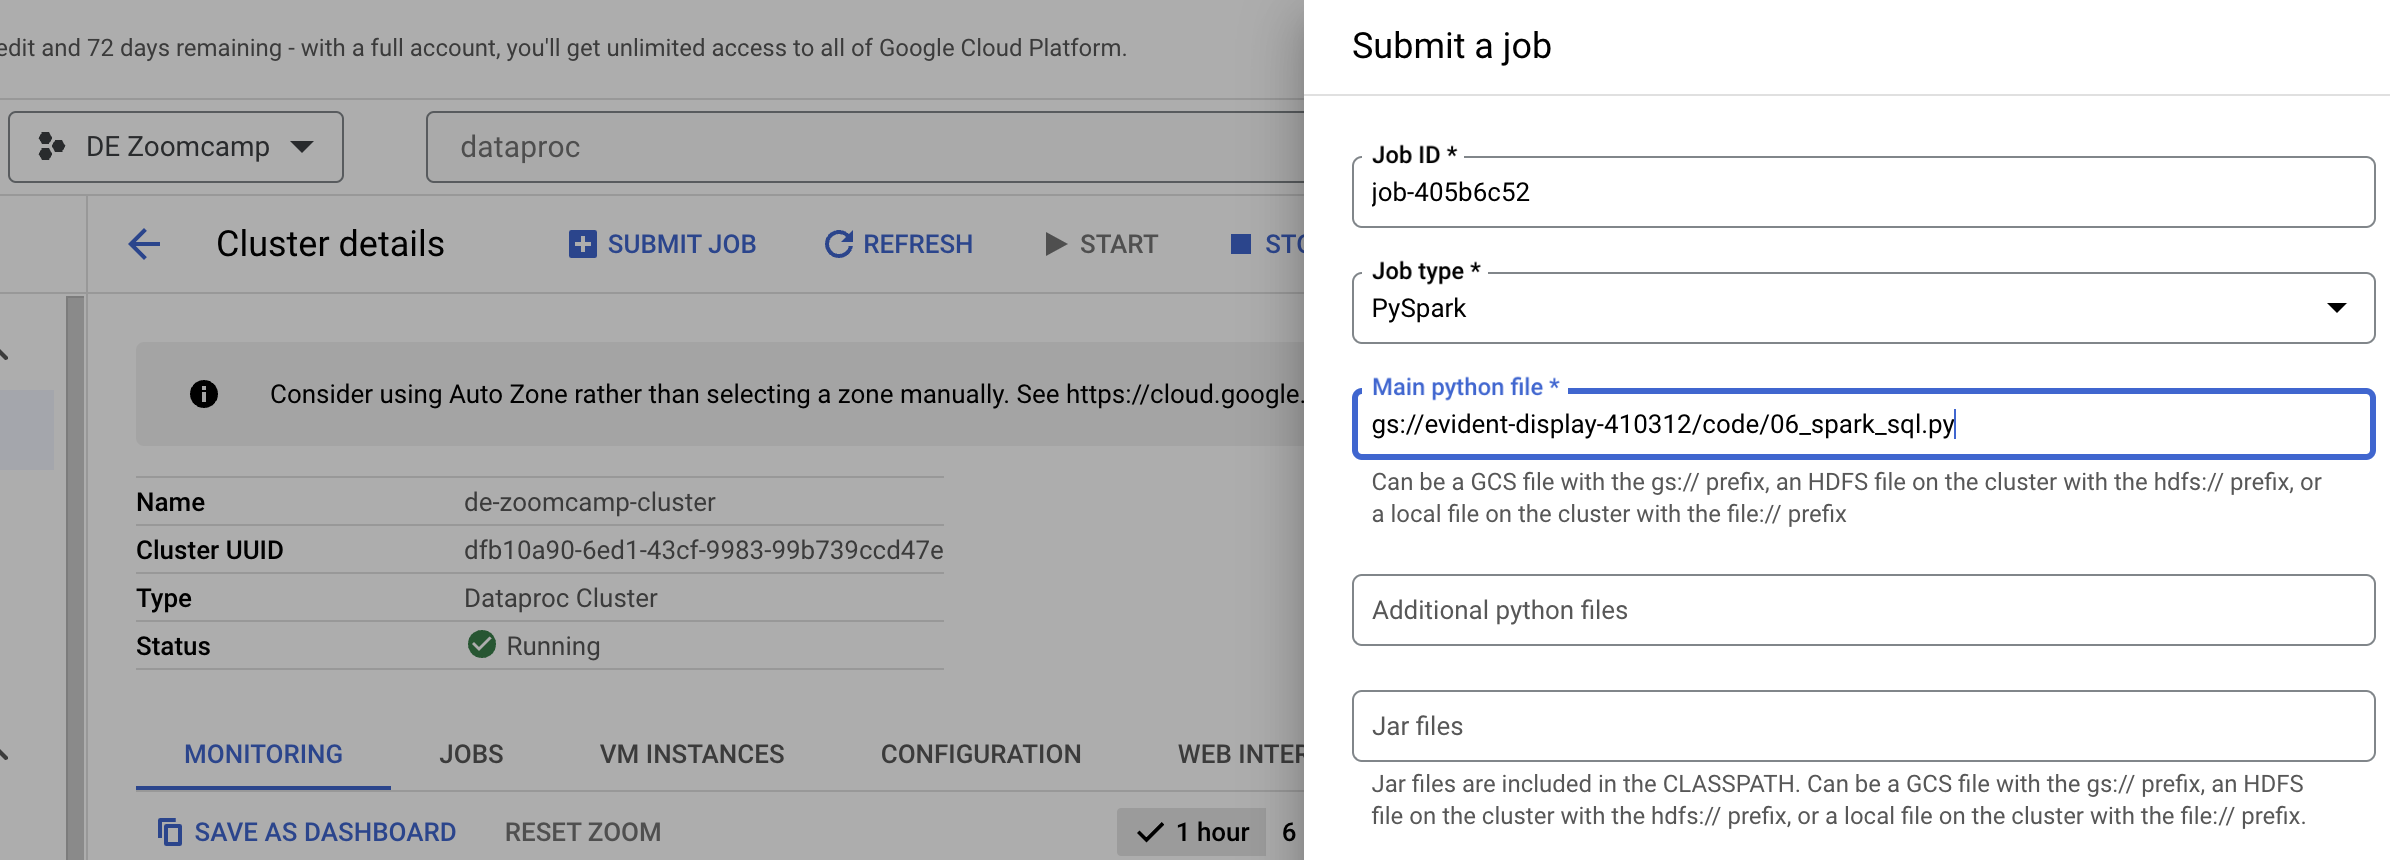 edit and 72 days remaining - with a full account, you'll get unlimited access to all of Google Cloud Platform.
DE Zoomcamp
dataproc
Cluster details
SUBMIT JOB
REFRESH
START
STO
Consider using Auto Zone rather than selecting a zone manually. See https://cloud.google.
Name de-zoomcamp-cluster
Cluster UUID dfb10a90-6ed1-43cf-9983-99b739ccd47e
Type Dataproc Cluster
Status Running
MONITORING
JOBS
VM INSTANCES
CONFIGURATION
WEB INTER
SAVE AS DASHBOARD
RESET ZOOM
1 hour
6
Submit a job
Job ID *
job-405b6c52
Job type *
PySpark
Main python file *
gs://evident-display-410312/code/06_spark_sql.py
Can be a GCS file with the gs:// prefix, an HDFS file on the cluster with the hdfs:// prefix, or
a local file on the cluster with the file:// prefix
Additional python files
Jar files
Jar files are included in the CLASSPATH. Can be a GCS file with the gs:// prefix, an HDFS
file on the cluster with the hdfs:// prefix, or a local file on the cluster with the file:// prefix.